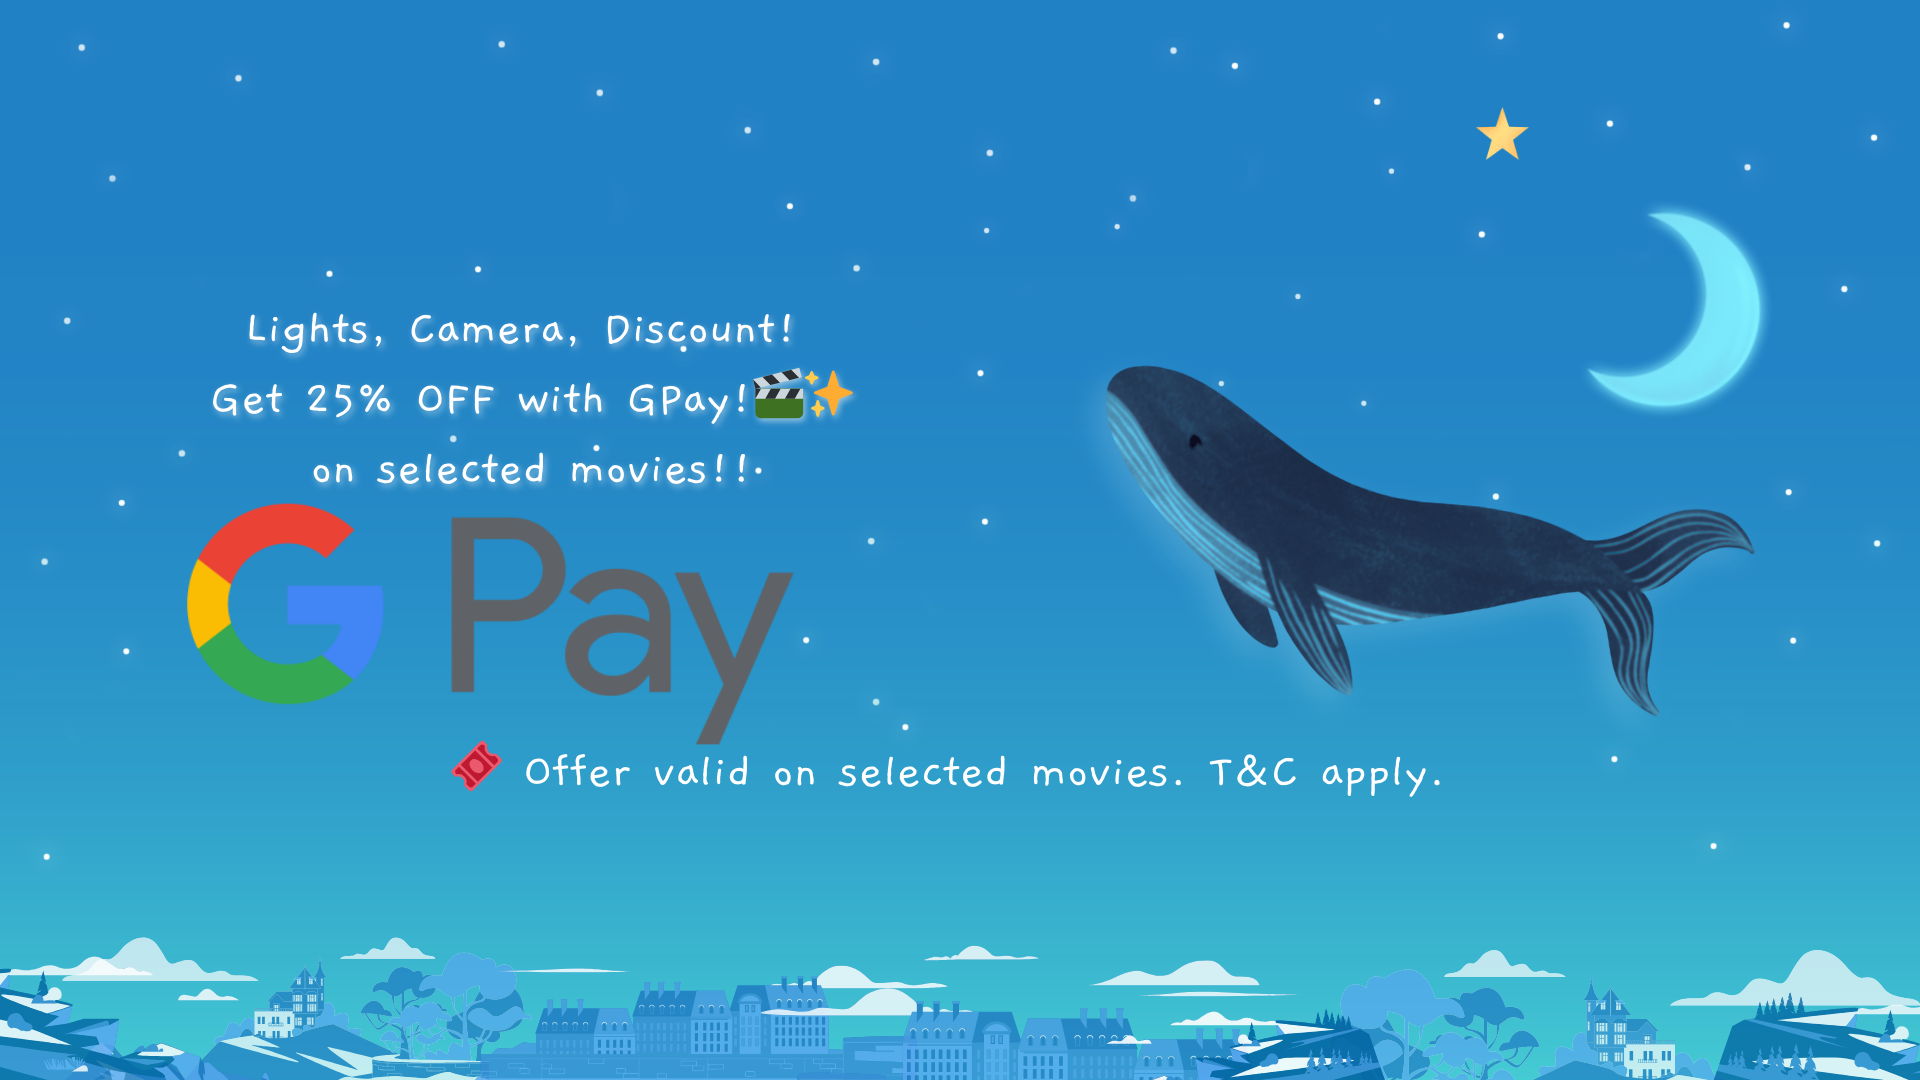 Lights, Camera, Discount!
Get 25% OFF with GPay!🎬✨
on selected movies!!
G Pay
🎟️ Offer valid on selected movies. T&C apply.